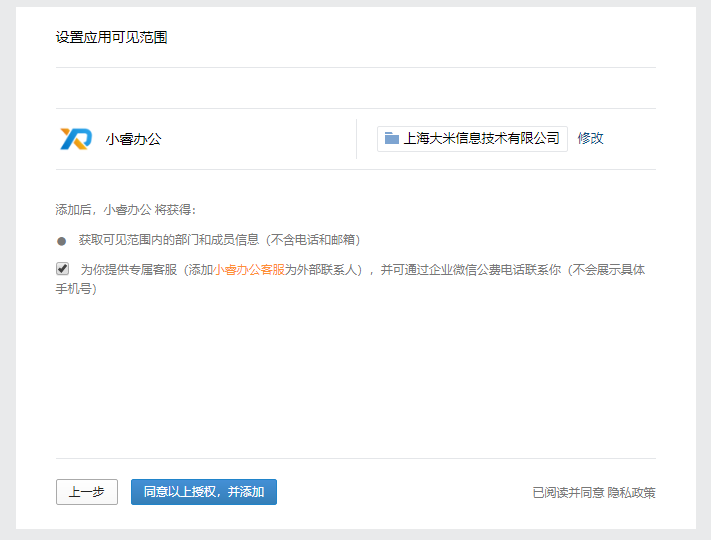 设置应用可见范围
小睿办公
上海大米信息技术有限公司 修改
添加后，小睿办公 将获得：
获取可见范围内的部门和成员信息（不含电话和邮箱）
为你提供专属客服（添加小睿办公客服为外部联系人），并可通过企业微信公费电话联系你（不会展示具体
手机号）
上一步 同意以上授权，并添加 已阅读并同意 隐私政策